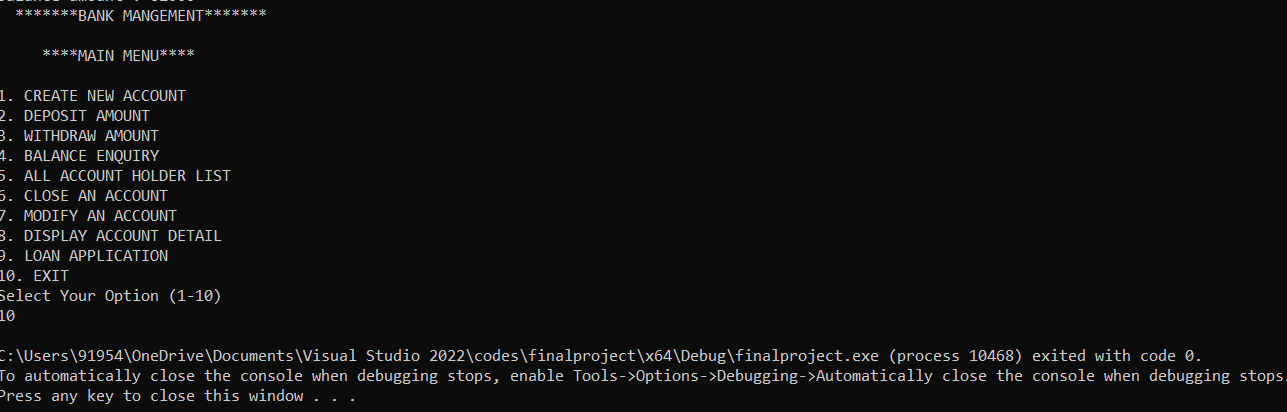 *******BANK MANGEMENT*******
****MAIN MENU****
1. CREATE NEW ACCOUNT
2. DEPOSIT AMOUNT
3. WITHDRAW AMOUNT
4. BALANCE ENQUIRY
5. ALL ACCOUNT HOLDER LIST
6. CLOSE AN ACCOUNT
7. MODIFY AN ACCOUNT
8. DISPLAY ACCOUNT DETAIL
9. LOAN APPLICATION
10. EXIT
Select Your Option (1-10)
10
C:\Users\91954\OneDrive\Documents\Visual Studio 2022\codes\finalproject\x64\Debug\finalproject.exe (process 10468) exited with code 0.
To automatically close the console when debugging stops, enable Tools->Options->Debugging->Automatically close the console when debugging stops.
Press any key to close this window . . .